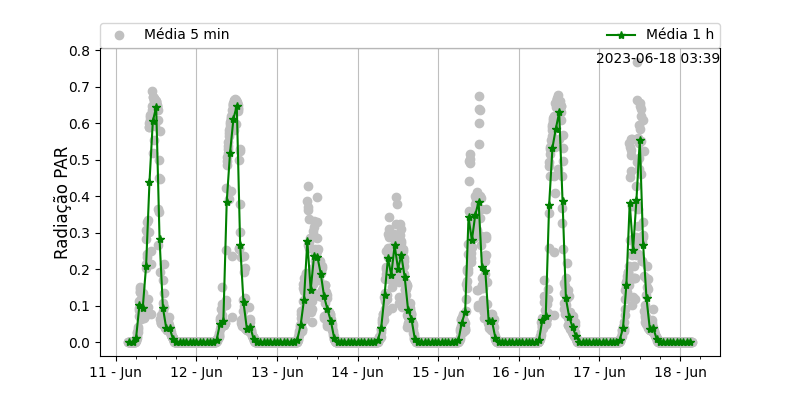 Média 5 min
Média 1 h
2023-06-18 03:39
Radiação PAR
0.8
0.7
0.6
0.5
0.4
0.3
0.2
0.1
0.0
11 - Jun
12 - Jun
13 - Jun
14 - Jun
15 - Jun
16 - Jun
17 - Jun
18 - Jun